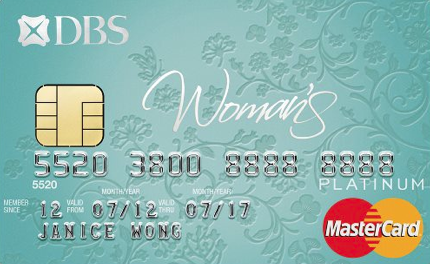 DBS
Woman's
5520 3800 8888 8888
5520
PLATINUM
MONTH/YEAR MONTH/YEAR
MEMBER SINCE 12 VALID FROM 07/12 VALID THRU 07/17
JANICE WONG
MasterCard